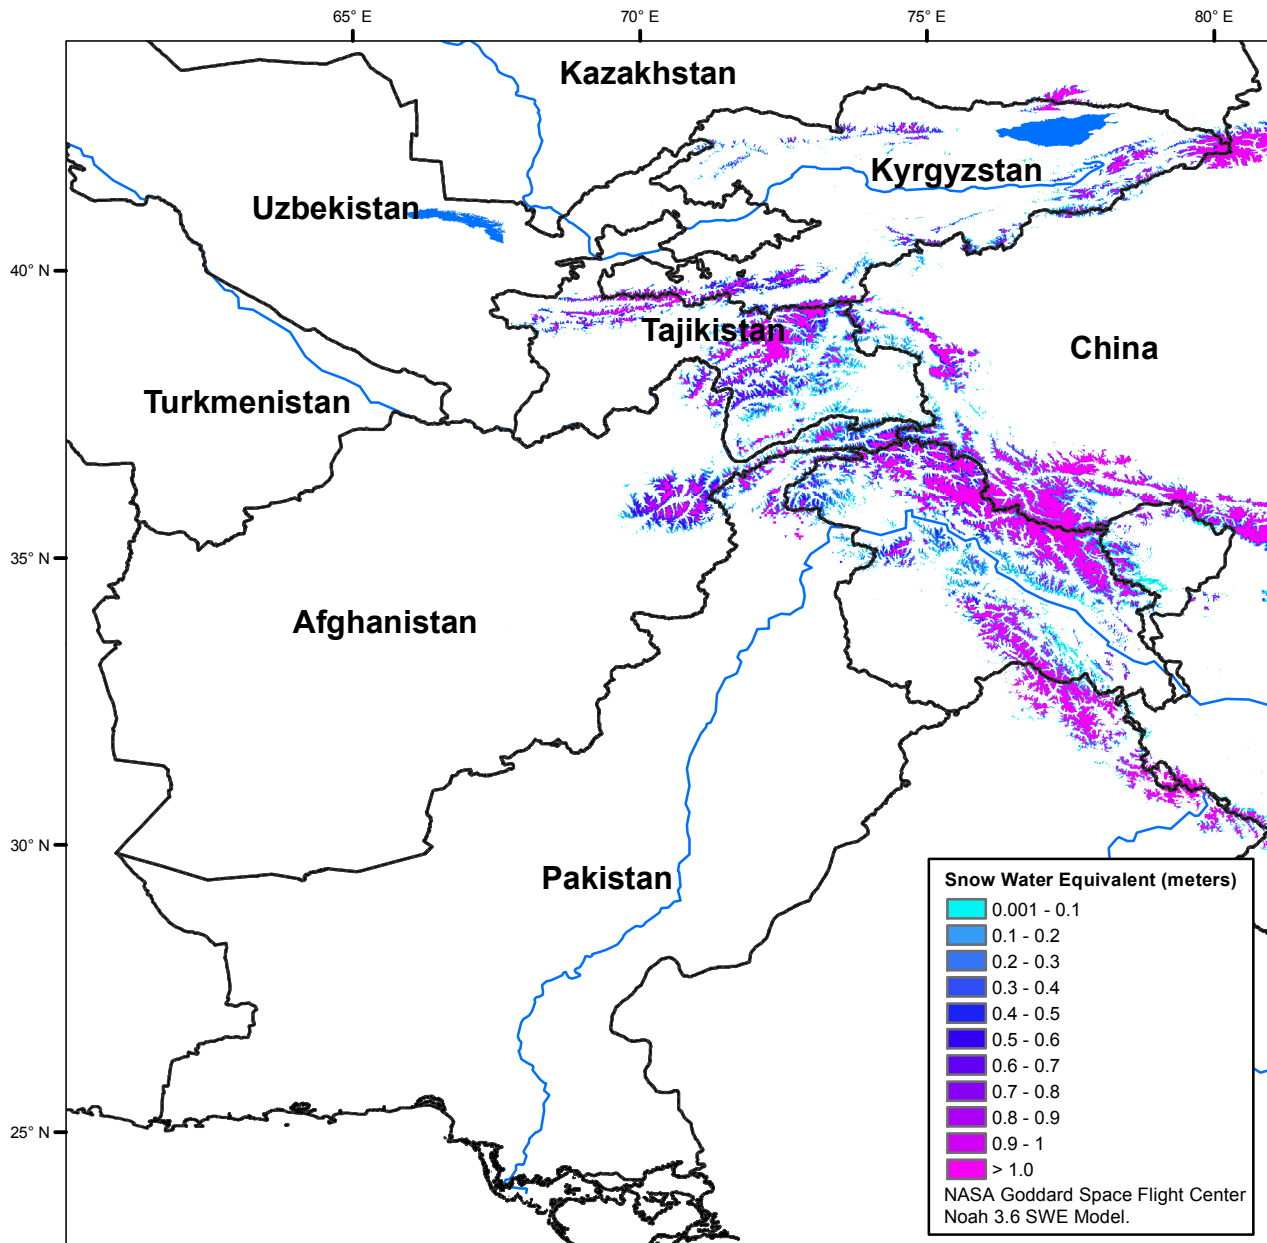 65° E
70° E
75° E
80° E
Kazakhstan
Kyrgyzstan
Uzbekistan
40° N
Tajikistan
China
Turkmenistan
35° N
Afghanistan
30° N
Pakistan
25° N
Snow Water Equivalent (meters)
0.001 - 0.1
0.1 - 0.2
0.2 - 0.3
0.3 - 0.4
0.4 - 0.5
0.5 - 0.6
0.6 - 0.7
0.7 - 0.8
0.8 - 0.9
0.9 - 1
> 1.0
NASA Goddard Space Flight Center
Noah 3.6 SWE Model.